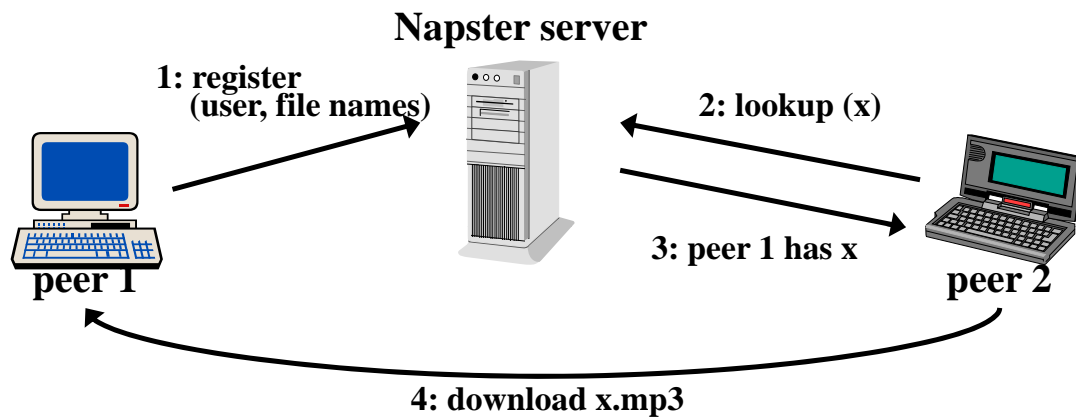 Napster server
1: register
(user, file names)
2: lookup (x)
3: peer 1 has x
peer 1
peer 2
4: download x.mp3